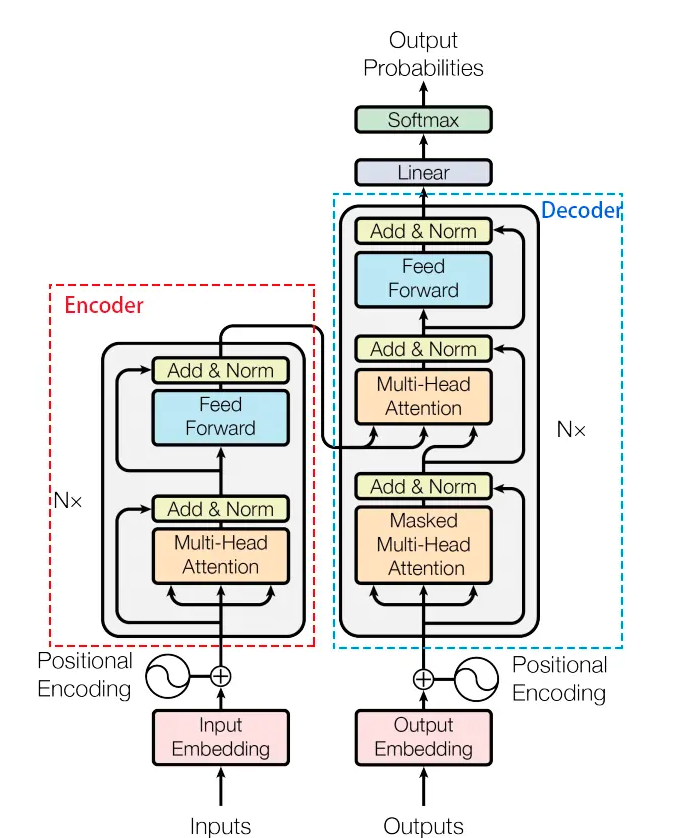 Output
Probabilities
Softmax
Linear
Decoder
Add & Norm
Feed
Forward
Add & Norm
Multi-Head
Attention
Nx
Add & Norm
Masked
Multi-Head
Attention
Encoder
Add & Norm
Feed
Forward
Nx
Add & Norm
Multi-Head
Attention
Positional
Encoding
Positional
Encoding
Input
Embedding
Output
Embedding
Inputs
Outputs